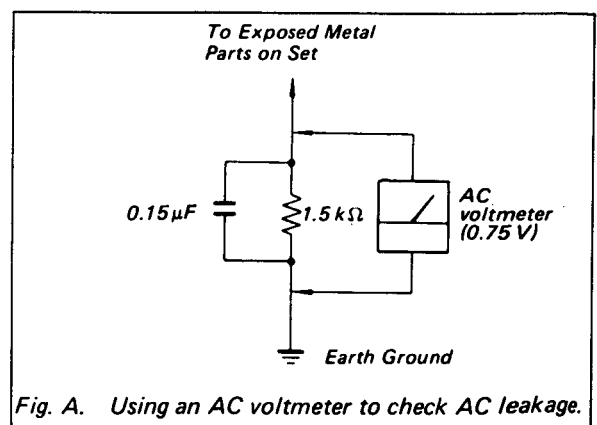 To Exposed Metal
Parts on Set
0.15μF
1.5 kΩ
AC
voltmeter
(0.75 V)
Earth Ground
Fig. A. Using an AC voltmeter to check AC leakage.